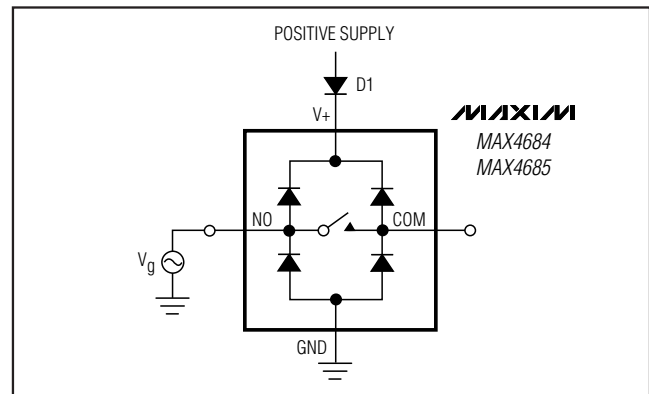 POSITIVE SUPPLY
D1
V+
MAXIM
MAX4684
MAX4685
NO
COM
Vg
GND